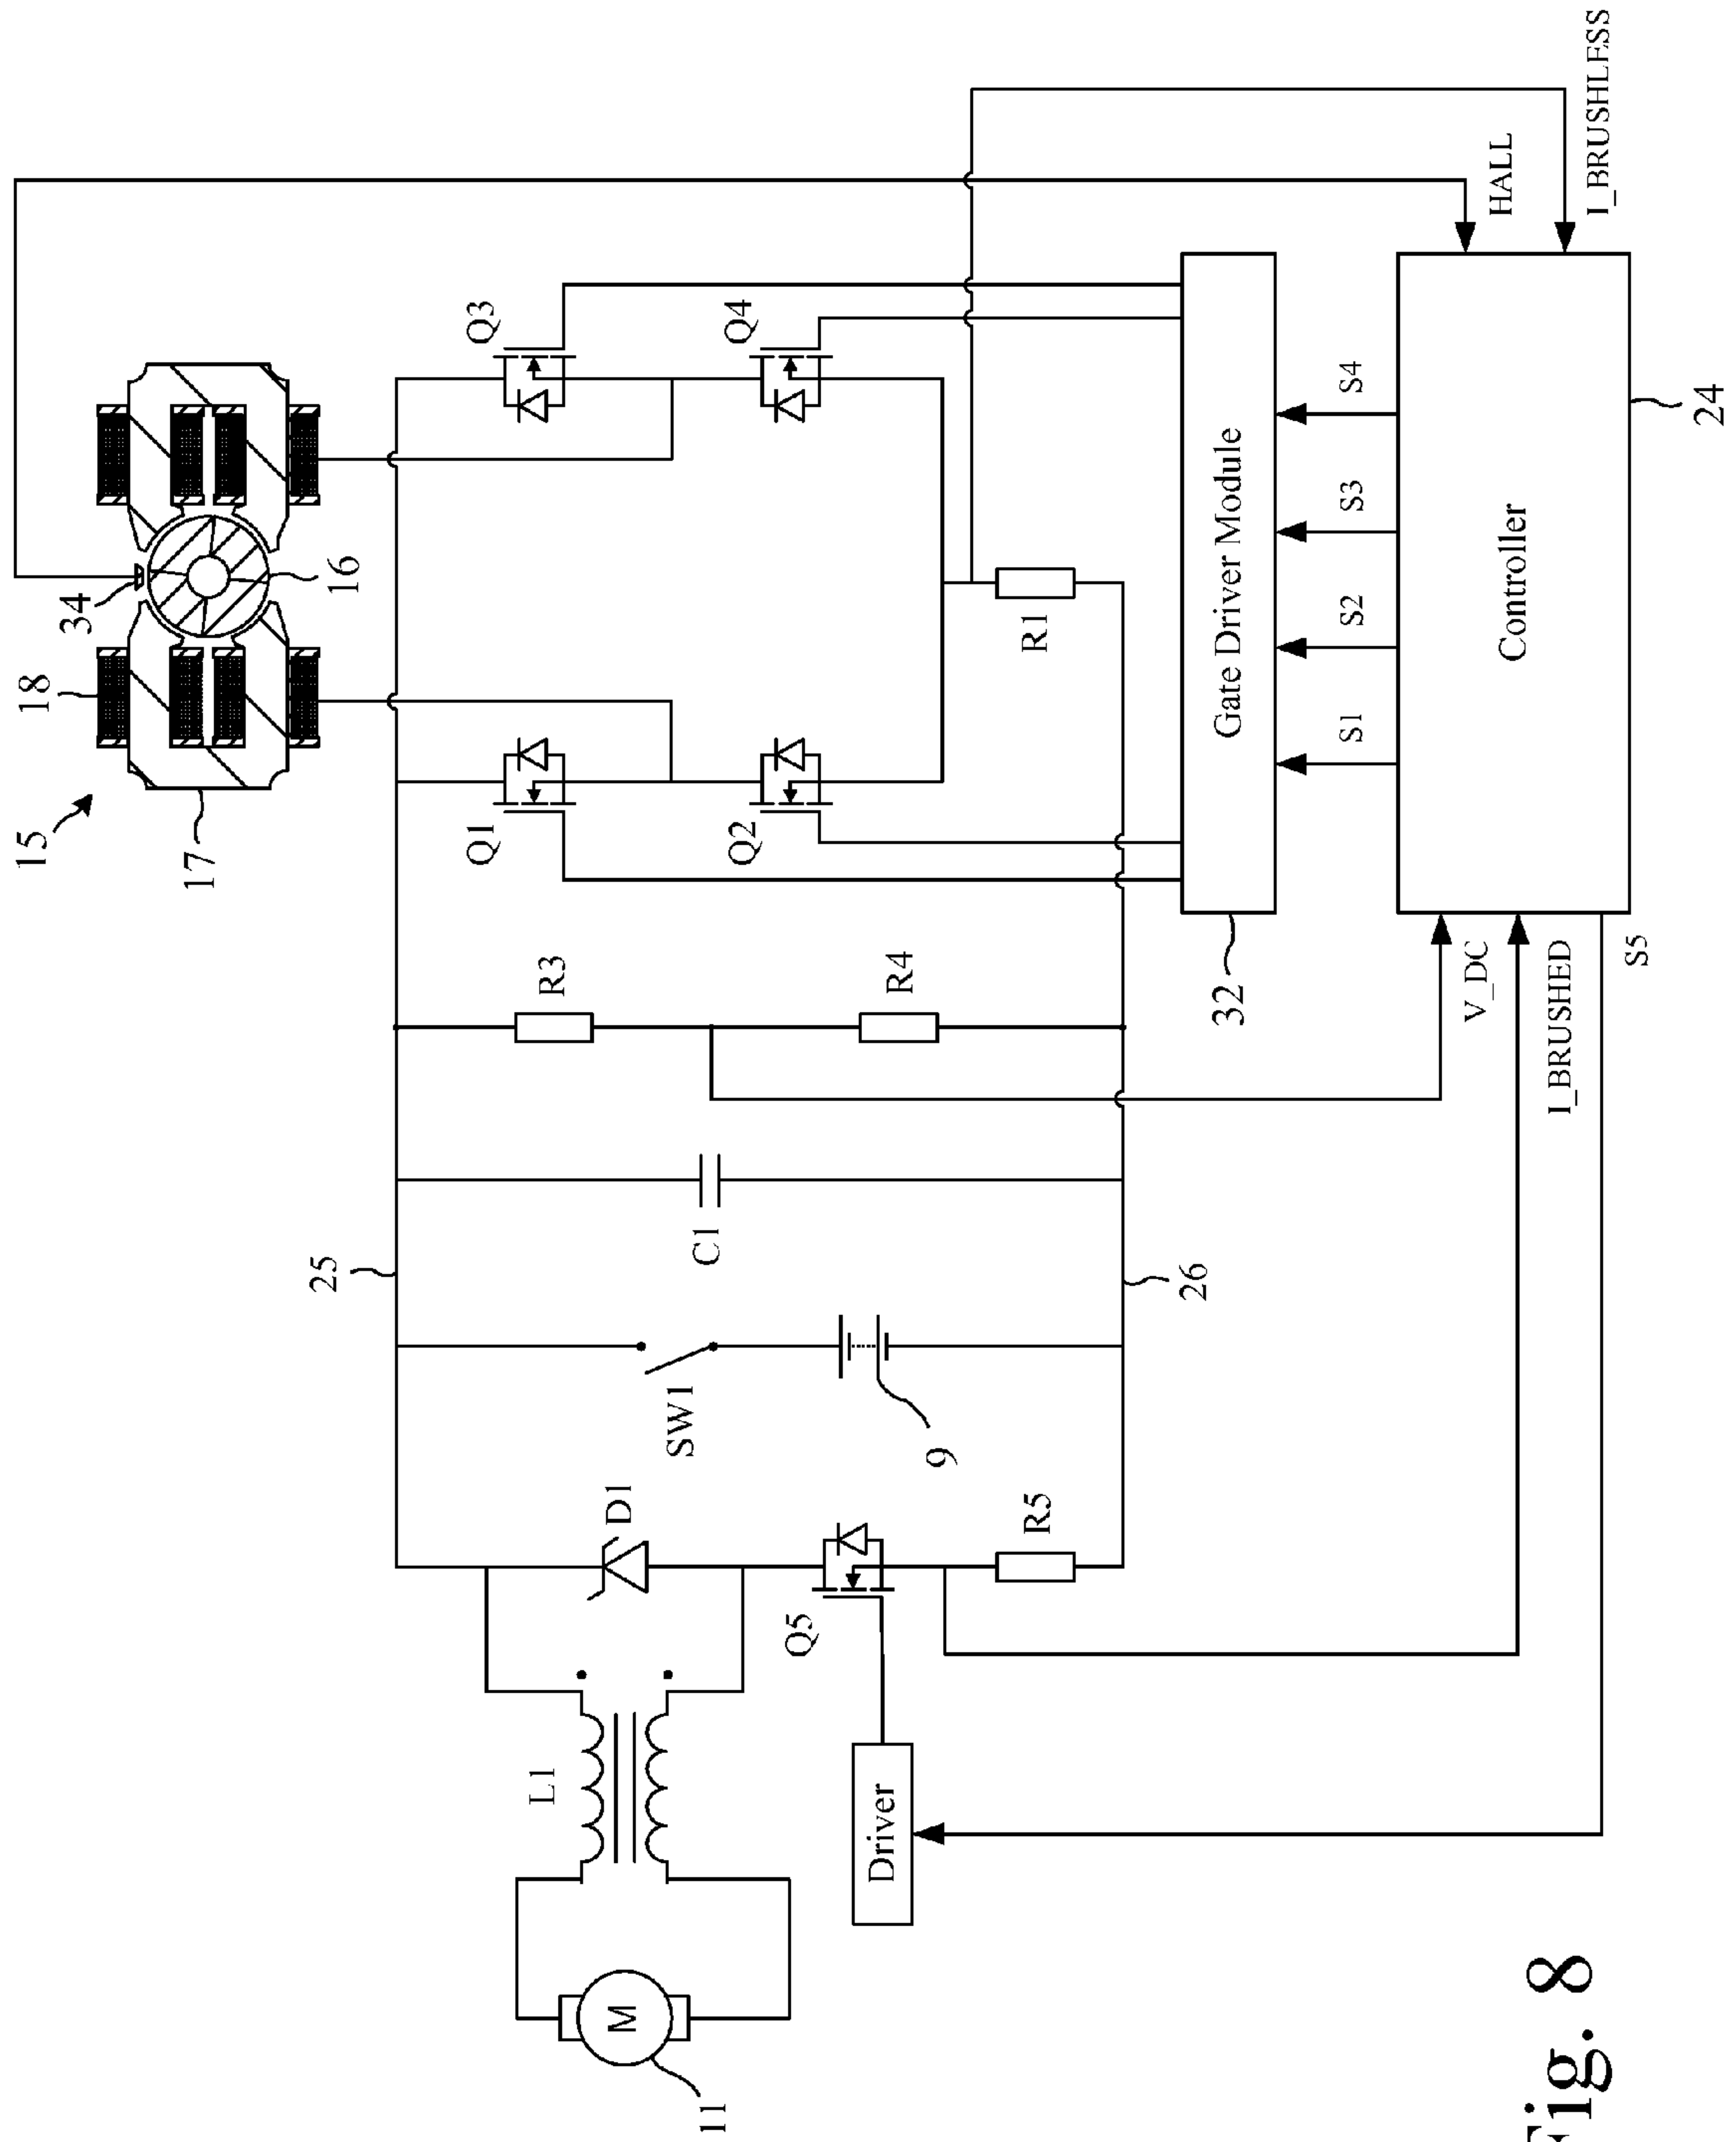 15
18
34
17
16
HALL
I_BRUSHLESS
Q1
Q3
Q2
Q4
R3
R4
R1
25
26
C1
SW1
9
D1
L1
M
11
Q5
R5
Driver
32
Gate Driver Module
S1
S2
S3
S4
V_DC
I_BRUSHED
S5
Controller
24
Fig. 8